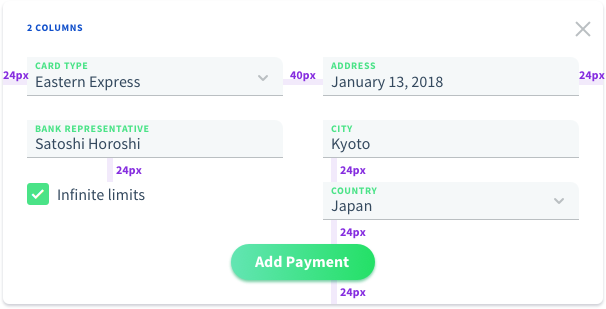 2 COLUMNS
CARD TYPE
Eastern Express
24px
40px
ADDRESS
January 13, 2018
24px
BANK REPRESENTATIVE
Satoshi Horoshi
24px
Infinite limits
CITY
Kyoto
24px
COUNTRY
Japan
24px
Add Payment
24px